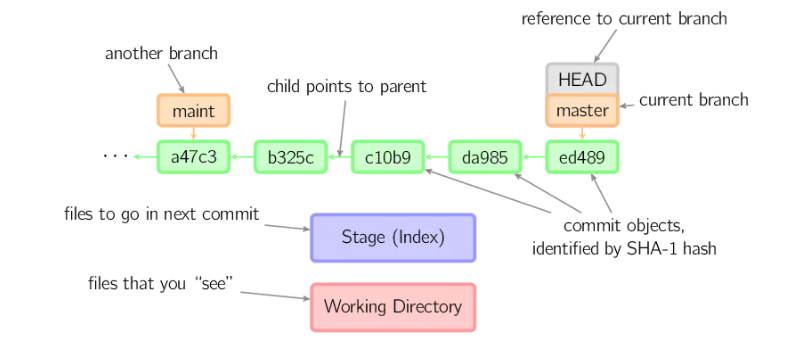 reference to current branch
another branch
HEAD
child points to parent
maint
master
current branch
...
a47c3
b325c
c10b9
da985
ed489
files to go in next commit
Stage (Index)
commit objects,
identified by SHA-1 hash
files that you “see”
Working Directory